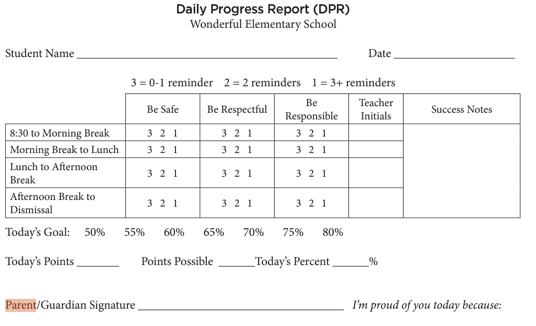 Daily Progress Report (DPR)
Wonderful Elementary School
Student Name Date
3 = 0-1 reminder 2 = 2 reminders 1 = 3+ reminders
Be Safe Be Respectful Be Responsible Teacher Initials Success Notes
8:30 to Morning Break 3 2 1 3 2 1 3 2 1
Morning Break to Lunch 3 2 1 3 2 1 3 2 1
Lunch to Afternoon Break 3 2 1 3 2 1 3 2 1
Afternoon Break to Dismissal 3 2 1 3 2 1 3 2 1
Today's Goal: 50% 55% 60% 65% 70% 75% 80%
Today's Points ______ Points Possible ______Today's Percent ______%
Parent/Guardian Signature I'm proud of you today because: